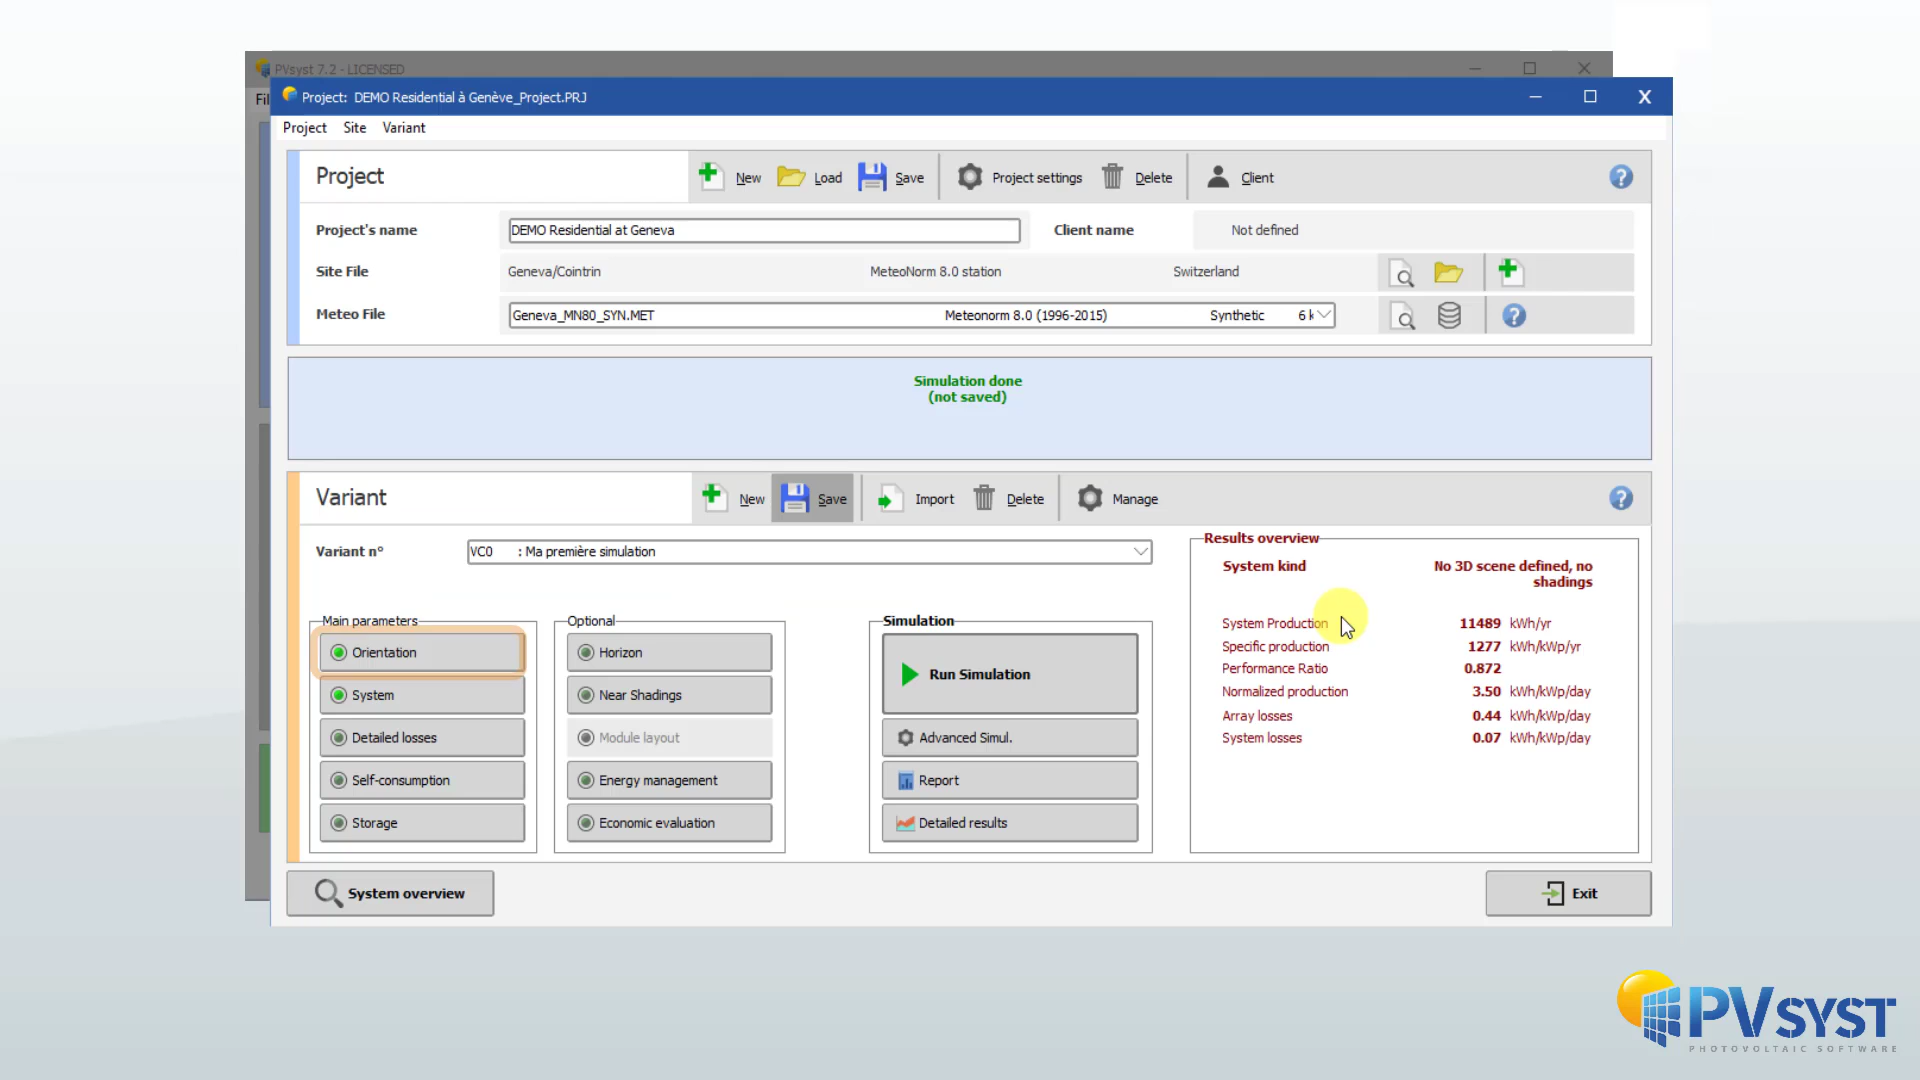 PVsyst 7.2 - LICENSED
Fil
Project: DEMO Residential à Genève_Project.PRJ
Project Site Variant
Project
New Load Save Project settings Delete Client
Project's name DEMO Residential at Geneva Client name Not defined
Site File Geneva/Cointrin MeteoNorm 8.0 station Switzerland
Meteo File Geneva_MN80_SYN.MET Meteonorm 8.0 (1996-2015) Synthetic 6 k
Simulation done
(not saved)
Variant
New Save Import Delete Manage
Variant n° VC0 : Ma première simulation
Main parameters
Orientation
System
Detailed losses
Self-consumption
Storage
Optional
Horizon
Near Shadings
Module layout
Energy management
Economic evaluation
Simulation
Run Simulation
Advanced Simul.
Report
Detailed results
Results overview
System kind No 3D scene defined, no
shadings
System Production 11489 kWh/yr
Specific production 1277 kWh/kWp/yr
Performance Ratio 0.872
Normalized production 3.50 kWh/kWp/day
Array losses 0.44 kWh/kWp/day
System losses 0.07 kWh/kWp/day
System overview
Exit
PVSYST
PHOTOVOLTAIC SOFTWARE